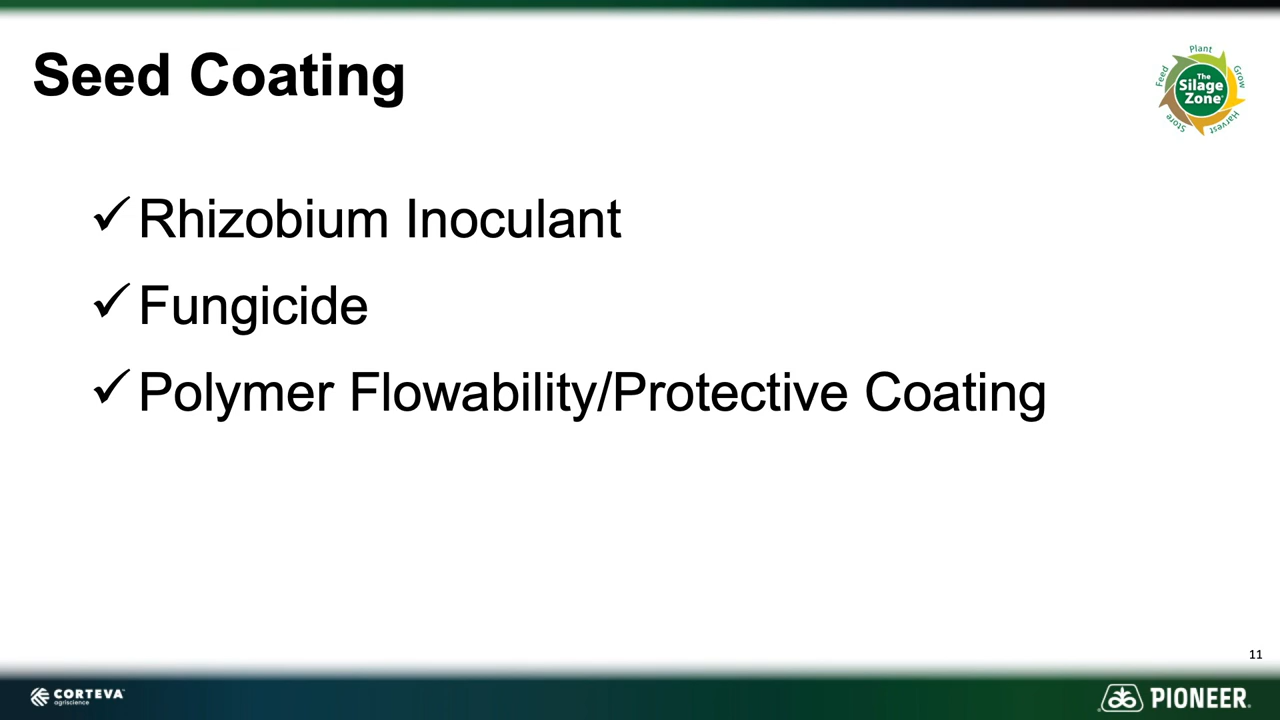 Seed Coating
Plant
Grow
Harvest
Store
Feed
The
Silage
Zone®
✓ Rhizobium Inoculant
✓ Fungicide
✓ Polymer Flowability/Protective Coating
11
CORTEVA
agriscience
PIONEER®